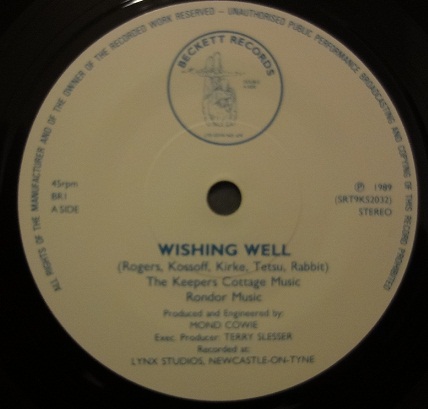 ALL RIGHTS OF THE MANUFACTURER AND OF THE OWNER OF THE RECORDED WORK RESERVED — UNAUTHORISED PUBLIC PERFORMANCE BROADCASTING AND COPYING OF THIS RECORD PROHIBITED
BECKETT RECORDS
45rpm
BR1
A SIDE
℗ 1989
(SRT9KS2032)
STEREO
WISHING WELL
(Rogers, Kossoff, Kirke, Tetsu, Rabbit)
The Keepers Cottage Music
Rondor Music
Produced and Engineered by:
MOND COWIE
Exec. Producer: TERRY SLESSER
Recorded at:
LYNX STUDIOS, NEWCASTLE-ON-TYNE